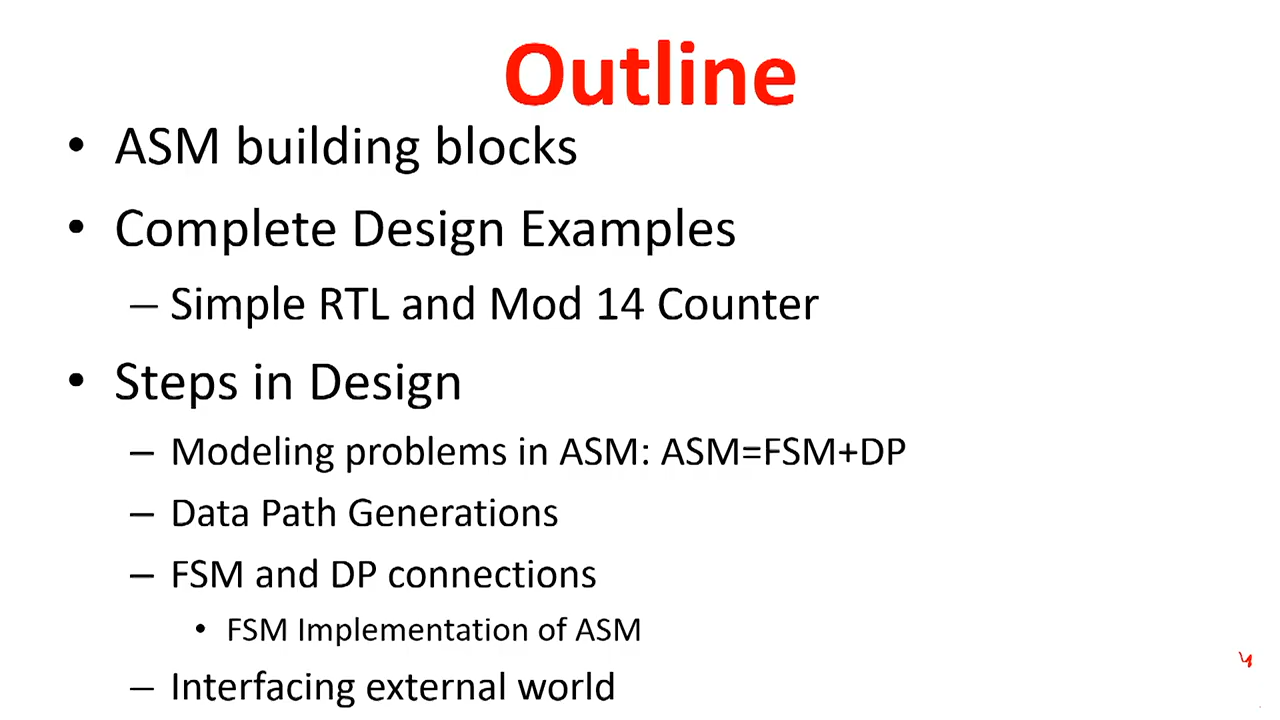 Outline
• ASM building blocks
• Complete Design Examples
– Simple RTL and Mod 14 Counter
• Steps in Design
– Modeling problems in ASM: ASM=FSM+DP
– Data Path Generations
– FSM and DP connections
• FSM Implementation of ASM
– Interfacing external world